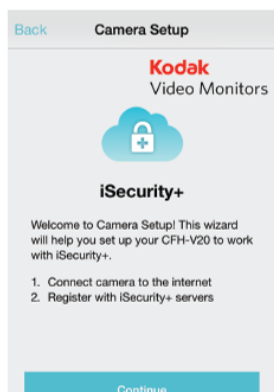 Back Camera Setup
Kodak
Video Monitors
iSecurity+
Welcome to Camera Setup! This wizard
will help you set up your CFH-V20 to work
with iSecurity+.
1. Connect camera to the internet
2. Register with iSecurity+ servers
Continue